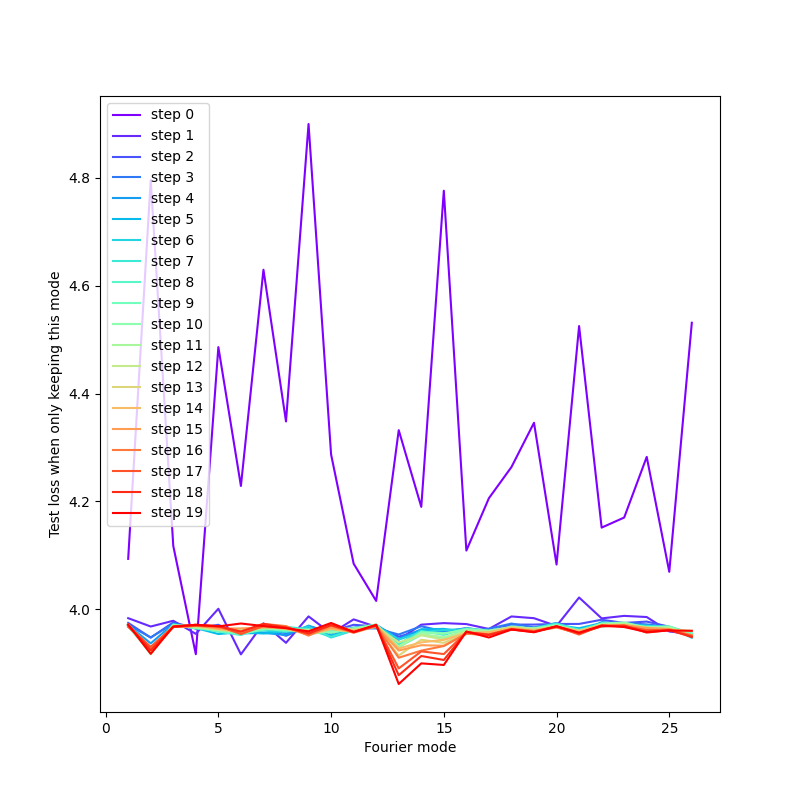 step 0
step 1
step 2
step 3
step 4
step 5
step 6
step 7
step 8
step 9
step 10
step 11
step 12
step 13
step 14
step 15
step 16
step 17
step 18
step 19
4.8
4.6
4.4
4.2
4.0
Test loss when only keeping this mode
0 5 10 15 20 25
Fourier mode